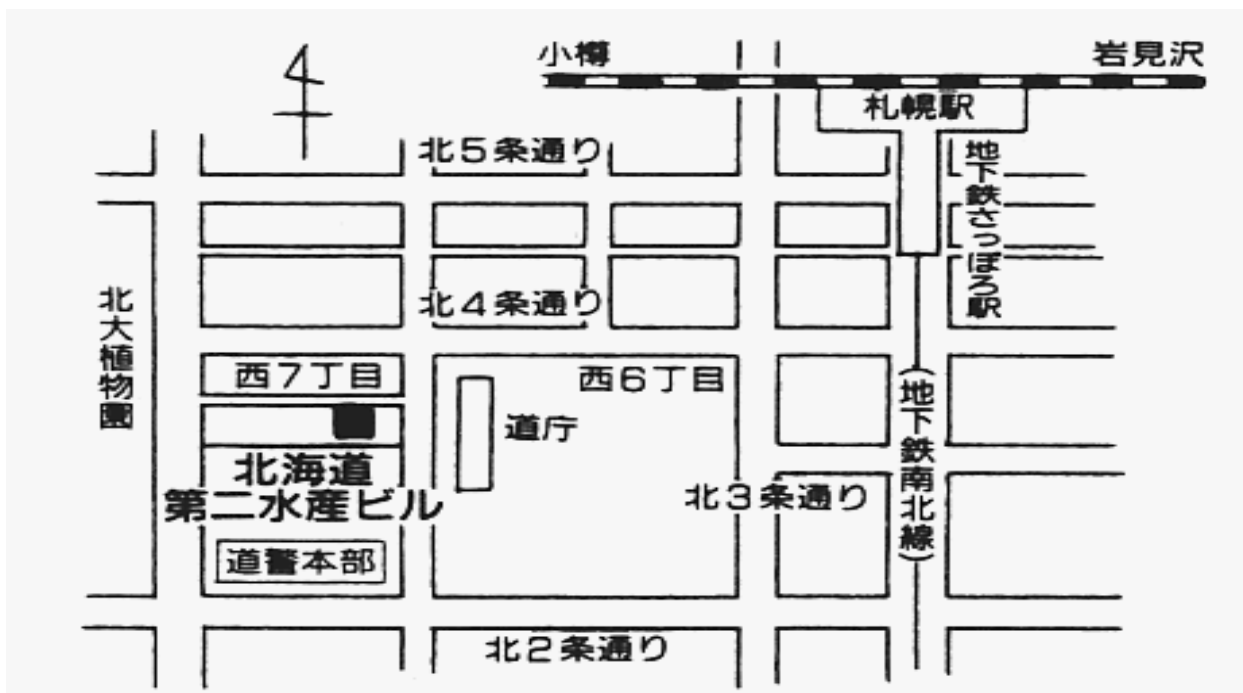 小樽
岩見沢
札幌駅
北5条通り
地下鉄さっぽろ駅
北4条通り
北大植物園
西7丁目
西6丁目
道庁
(地下鉄南北線)
北海道
第二水産ビル
北3条通り
道警本部
北2条通り